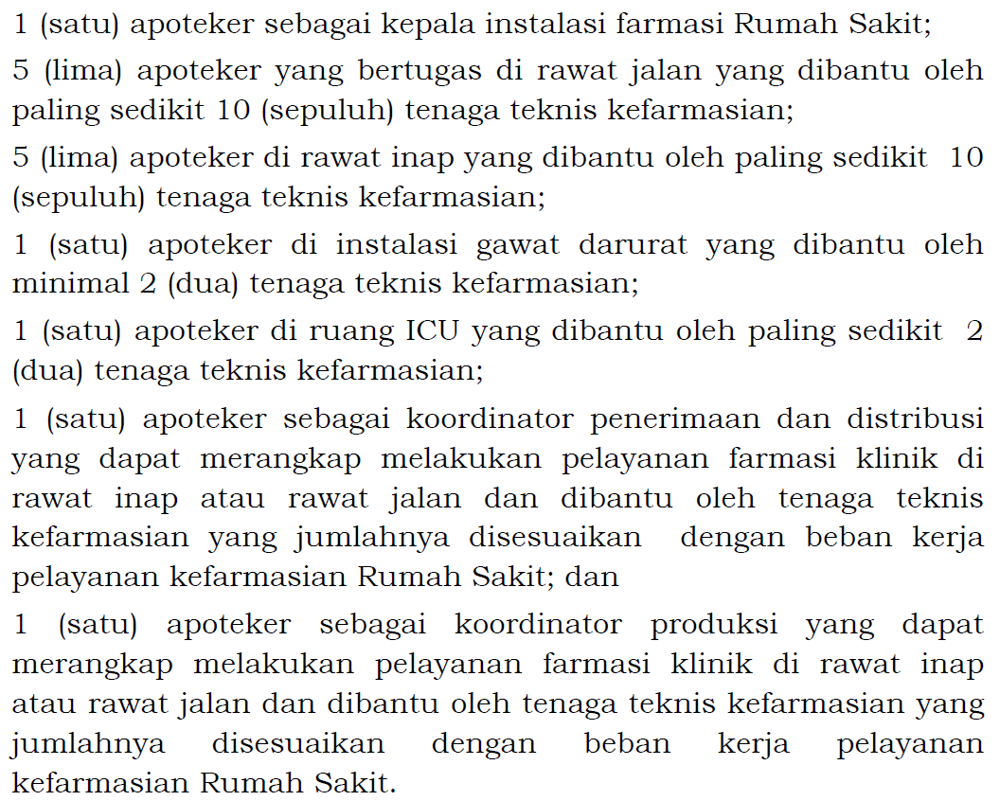 1 (satu) apoteker sebagai kepala instalasi farmasi Rumah Sakit;
5 (lima) apoteker yang bertugas di rawat jalan yang dibantu oleh
paling sedikit 10 (sepuluh) tenaga teknis kefarmasian;
5 (lima) apoteker di rawat inap yang dibantu oleh paling sedikit 10
(sepuluh) tenaga teknis kefarmasian;
1 (satu) apoteker di instalasi gawat darurat yang dibantu oleh
minimal 2 (dua) tenaga teknis kefarmasian;
1 (satu) apoteker di ruang ICU yang dibantu oleh paling sedikit 2
(dua) tenaga teknis kefarmasian;
1 (satu) apoteker sebagai koordinator penerimaan dan distribusi
yang dapat merangkap melakukan pelayanan farmasi klinik di
rawat inap atau rawat jalan dan dibantu oleh tenaga teknis
kefarmasian yang jumlahnya disesuaikan dengan beban kerja
pelayanan kefarmasian Rumah Sakit; dan
1 (satu) apoteker sebagai koordinator produksi yang dapat
merangkap melakukan pelayanan farmasi klinik di rawat inap
atau rawat jalan dan dibantu oleh tenaga teknis kefarmasian yang
jumlahnya disesuaikan dengan beban kerja pelayanan
kefarmasian Rumah Sakit.